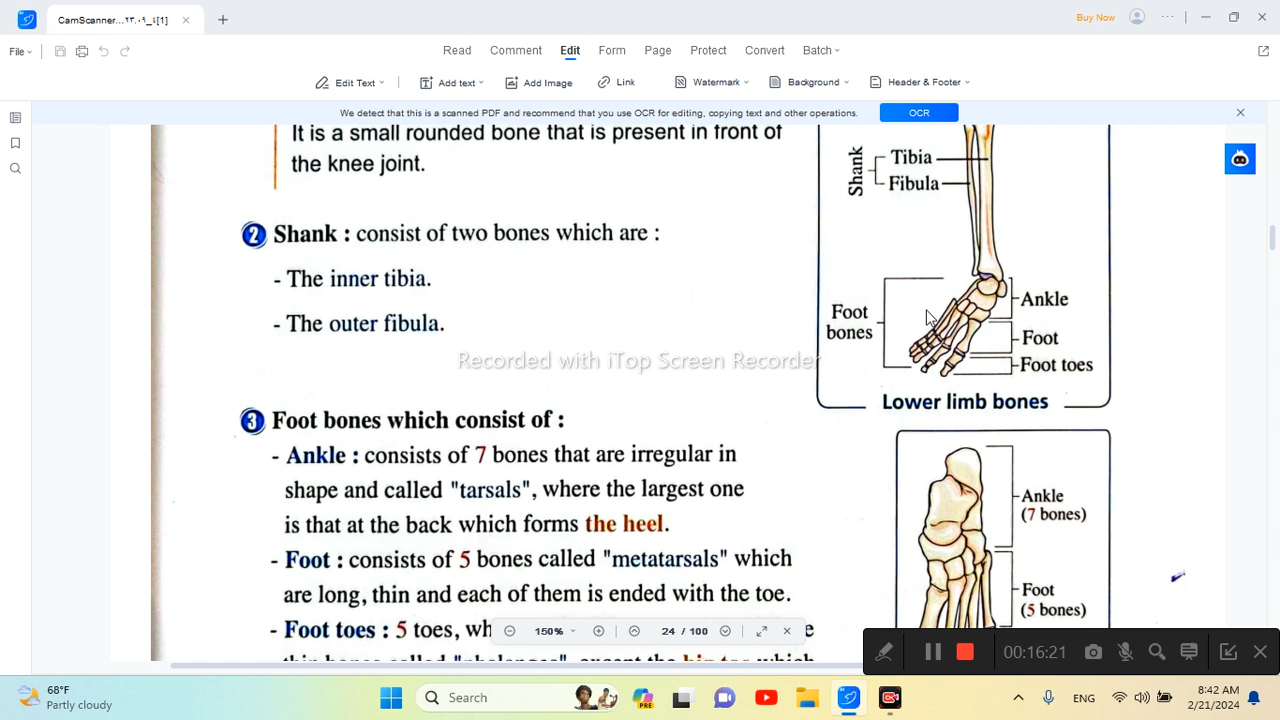 CamScanner...٢٣.٠٩_٤[1]
Buy Now
File
Read
Comment
Edit
Form
Page
Protect
Convert
Batch
Edit Text
Add text
Add Image
Link
Watermark
Background
Header & Footer
We detect that this is a scanned PDF and recommend that you use OCR for editing, copying text and other operations.
OCR
It is a small rounded bone that is present in front of
the knee joint.
2 Shank : consist of two bones which are :
- The inner tibia.
- The outer fibula.
Shank
Tibia
Fibula
Foot
bones
Ankle
Foot
Foot toes
Lower limb bones
Recorded with iTop Screen Recorder
3 Foot bones which consist of :
- Ankle : consists of 7 bones that are irregular in
shape and called "tarsals", where the largest one
is that at the back which forms the heel.
- Foot : consists of 5 bones called "metatarsals" which
are long, thin and each of them is ended with the toe.
- Foot toes : 5 toes,
Ankle
(7 bones)
Foot
(5 bones)
150%
24 / 100
00:16:21
68°F
Partly cloudy
Search
PRE
ENG
8:42 AM
2/21/2024